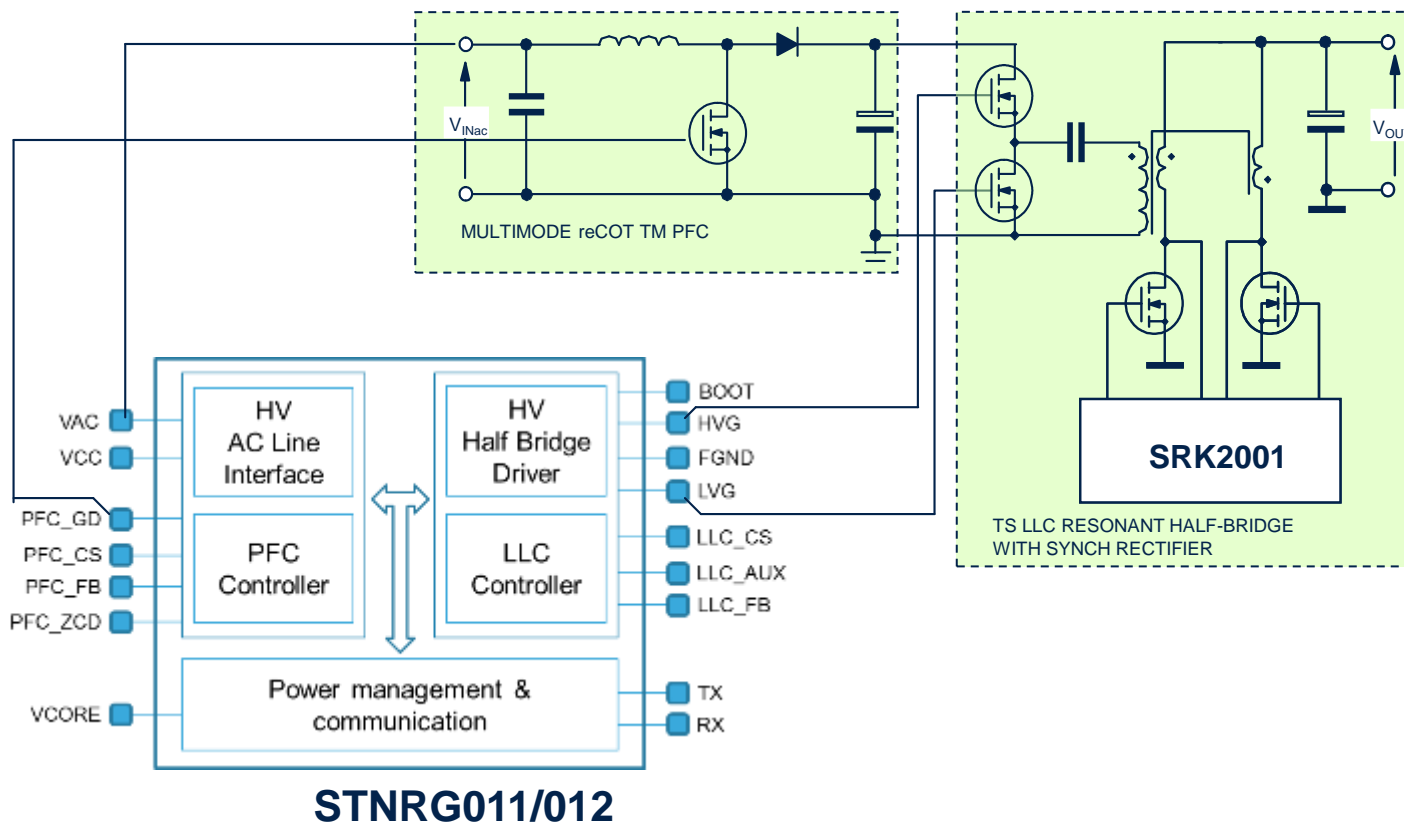 V_INac
MULTIMODE reCOT TM PFC
V_OU
SRK2001
TS LLC RESONANT HALF-BRIDGE
WITH SYNCH RECTIFIER
VAC
VCC
PFC_GD
PFC_CS
PFC_FB
PFC_ZCD
VCORE
HV
AC Line
Interface
PFC
Controller
HV
Half Bridge
Driver
LLC
Controller
Power management &
communication
BOOT
HVG
FGND
LVG
LLC_CS
LLC_AUX
LLC_FB
TX
RX
STNRG011/012